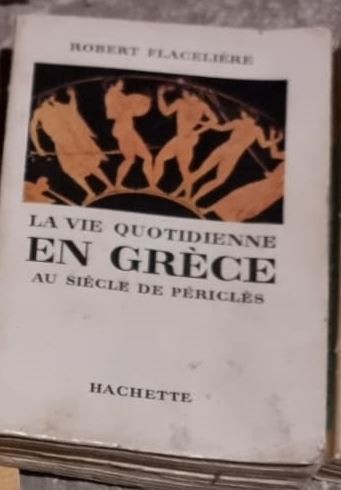 ROBERT FLACELIÈRE
LA VIE QUOTIDIENNE
EN GRÈCE
AU SIÈCLE DE PÉRICLÈS
HACHETTE